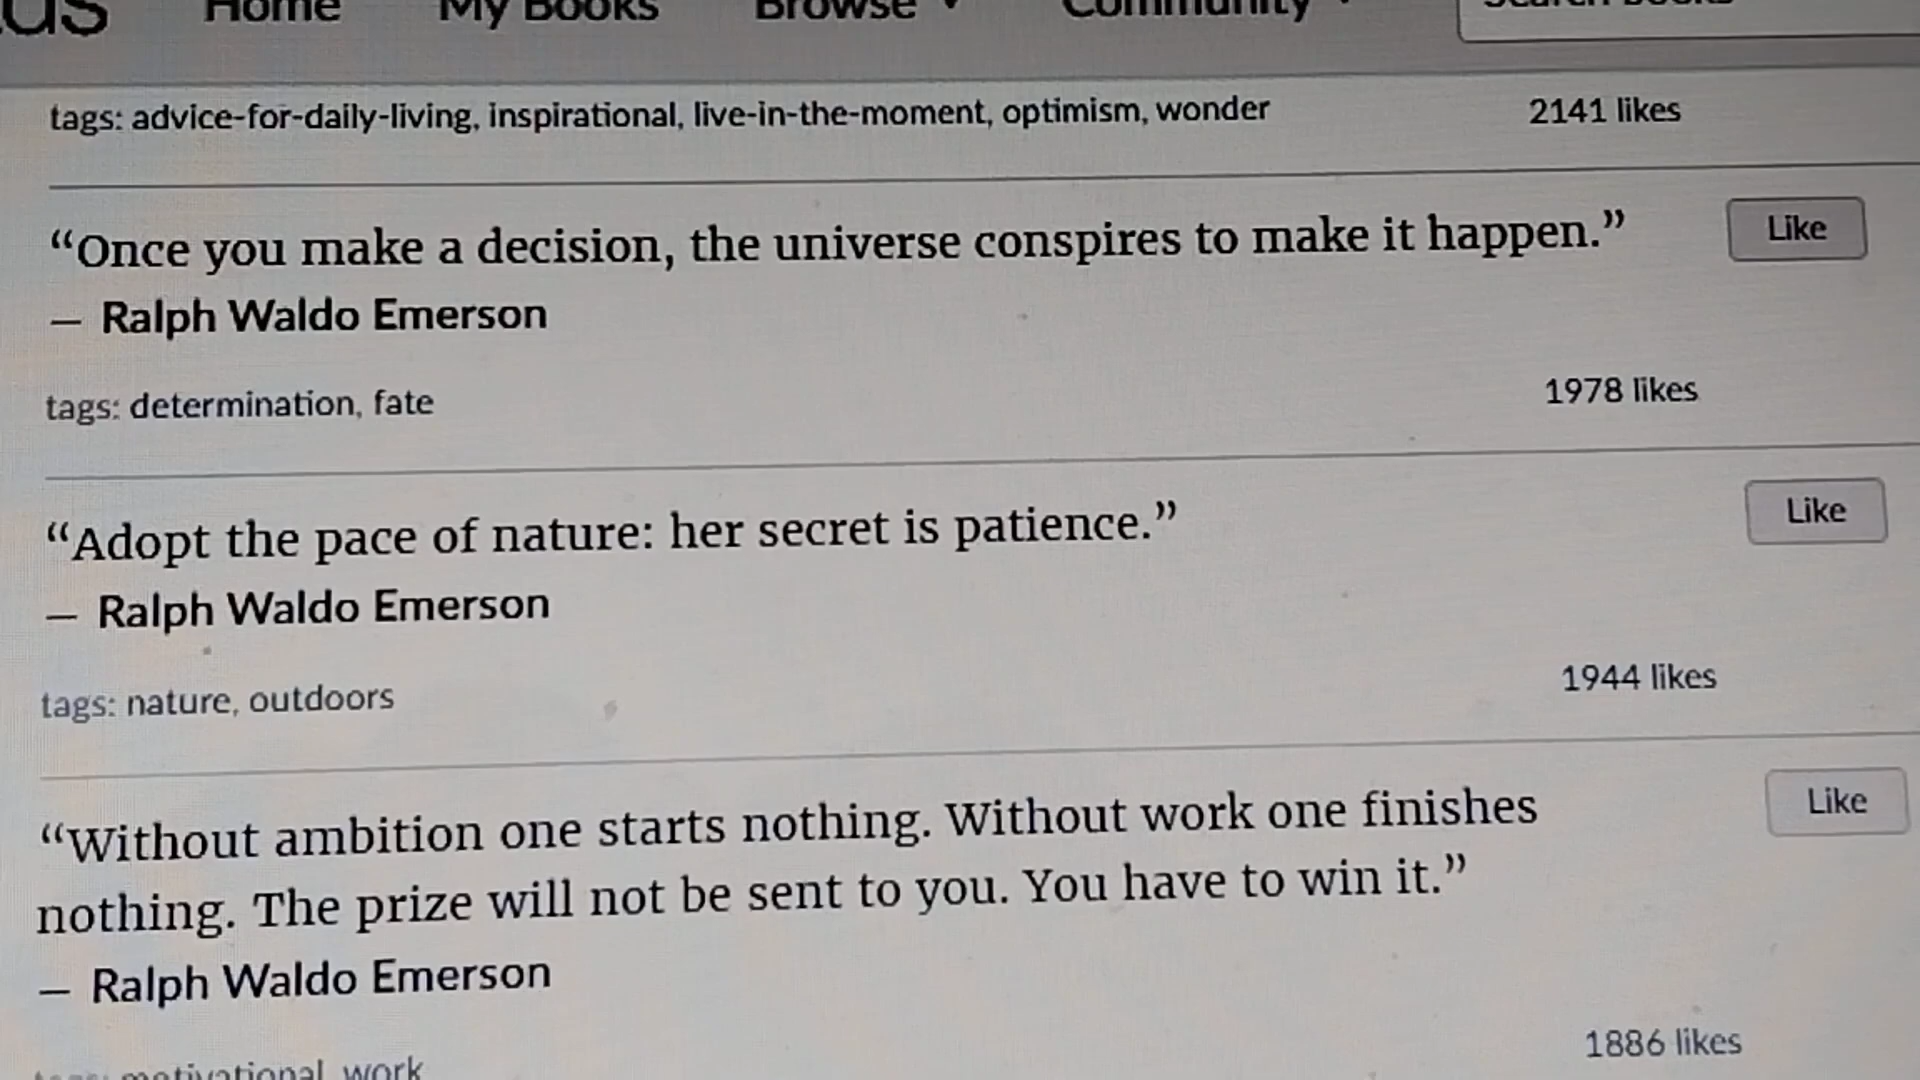 Home My Books Browse Community
tags: advice-for-daily-living, inspirational, live-in-the-moment, optimism, wonder 2141 likes
“Once you make a decision, the universe conspires to make it happen.” Like
— Ralph Waldo Emerson
tags: determination, fate 1978 likes
“Adopt the pace of nature: her secret is patience.” Like
— Ralph Waldo Emerson
tags: nature, outdoors 1944 likes
“Without ambition one starts nothing. Without work one finishes Like
nothing. The prize will not be sent to you. You have to win it.”
— Ralph Waldo Emerson
1886 likes
motivational, work